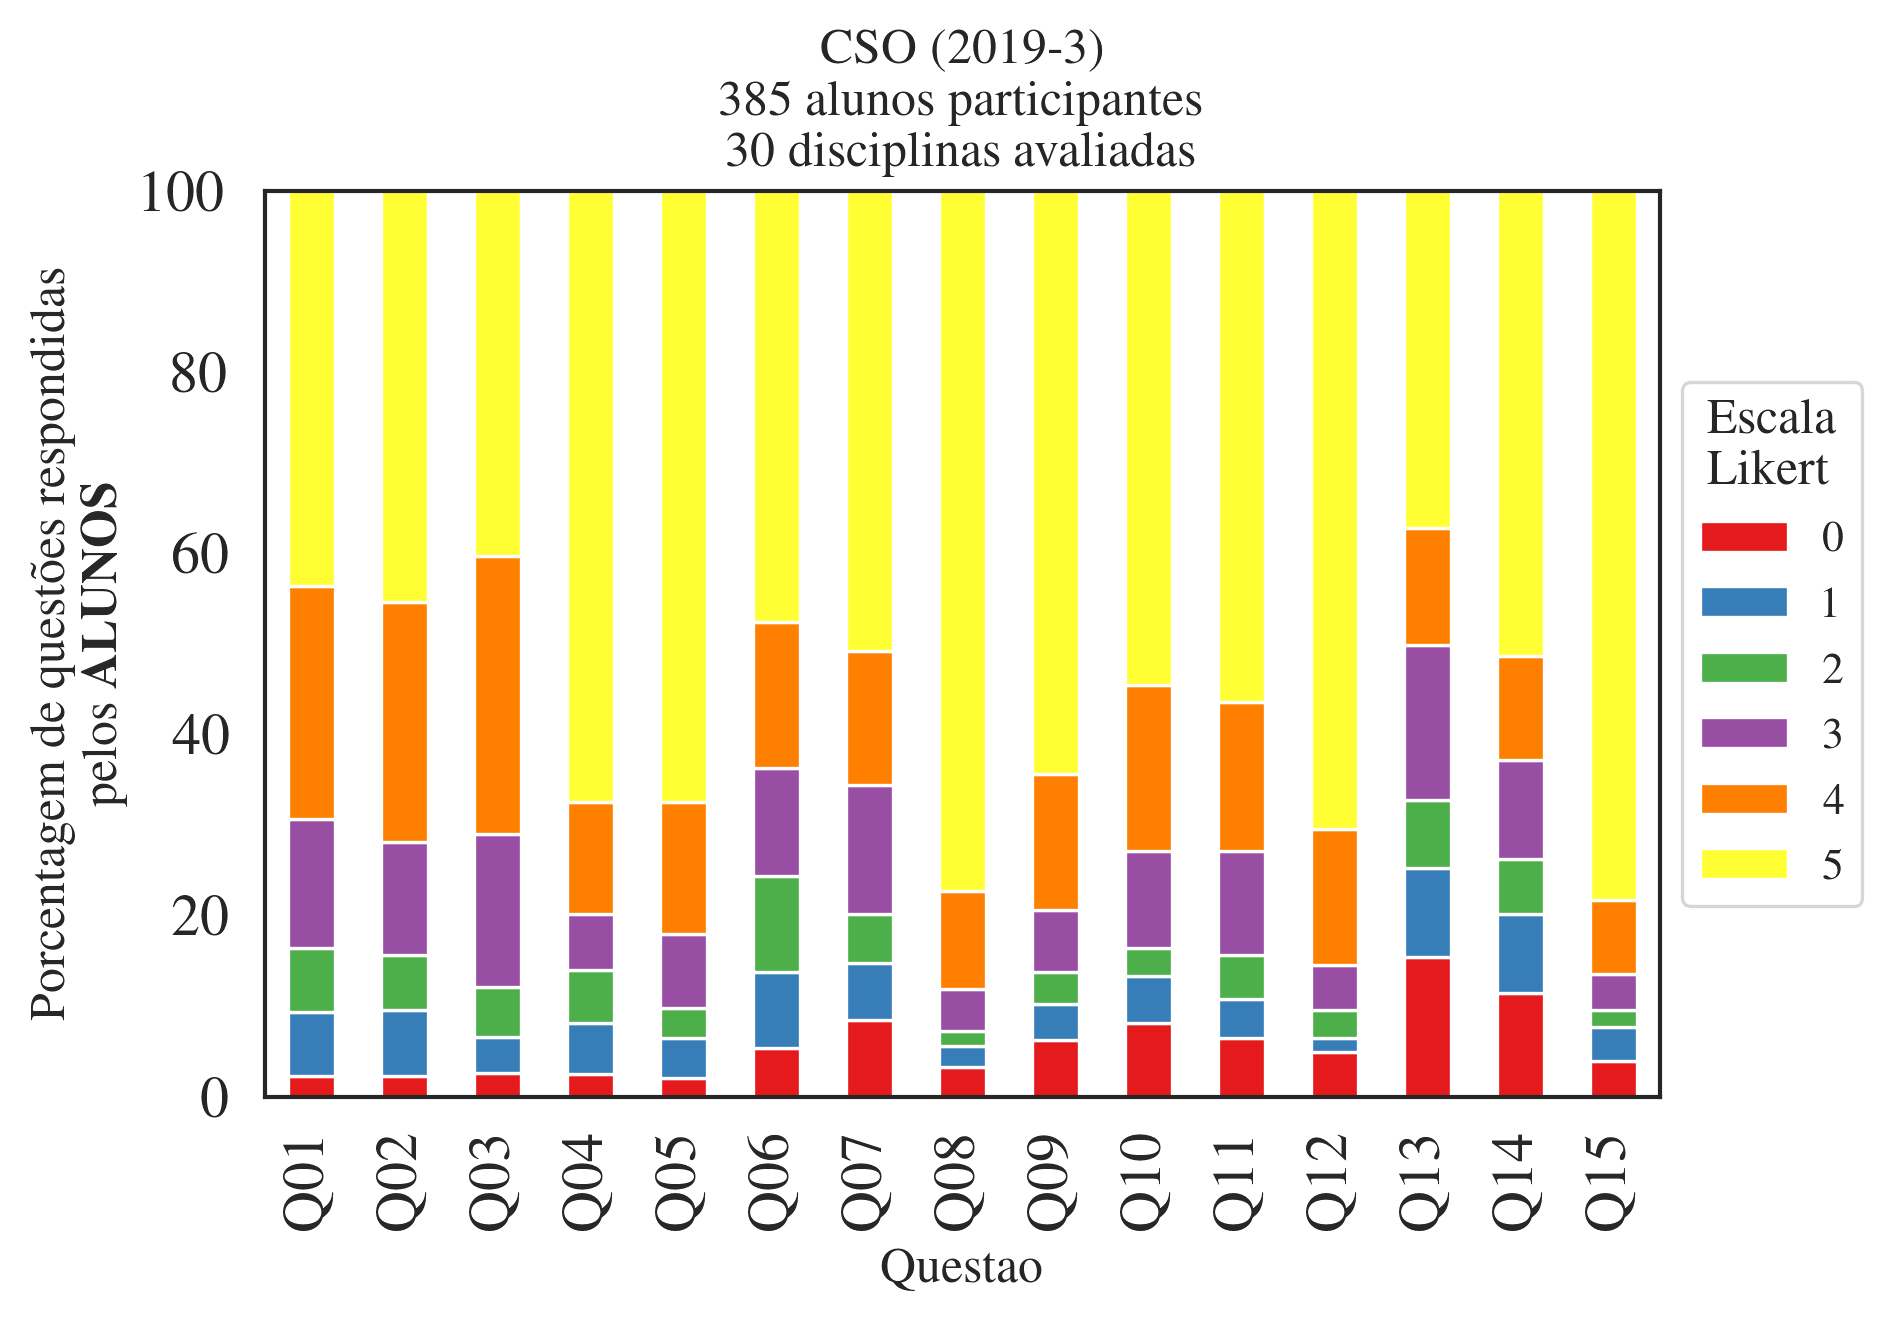 CSO (2019-3)
385 alunos participantes
30 disciplinas avaliadas
Porcentagem de questões respondidas
pelos ALUNOS
100
80
60
40
20
0
Q01
Q02
Q03
Q04
Q05
Q06
Q07
Q08
Q09
Q10
Q11
Q12
Q13
Q14
Q15
Questao
Escala
Likert
0
1
2
3
4
5